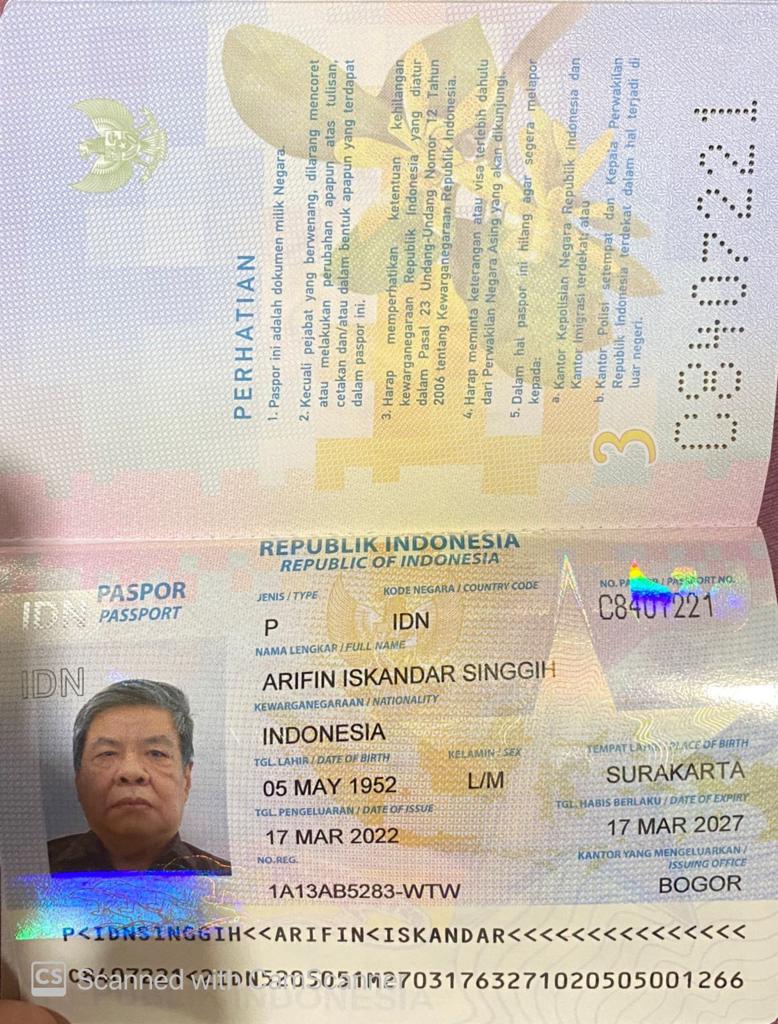 PERHATIAN
1. Paspor ini adalah dokumen milik Negara.
2. Kecuali pejabat yang berwenang, dilarang mencoret
atau melakukan perubahan apapun atas tulisan,
cetakan dan/atau dalam bentuk apapun yang terdapat
dalam paspor ini.
3. Harap memperhatikan ketentuan kehilangan
kewarganegaraan Republik Indonesia yang diatur
dalam Pasal 23 Undang-Undang Nomor 12 Tahun
2006 tentang Kewarganegaraan Republik Indonesia.
4. Harap meminta keterangan atau visa terlebih dahulu
dari Perwakilan Negara Asing yang akan dikunjungi.
5. Dalam hal paspor ini hilang agar segera melapor
kepada:
a. Kantor Kepolisian Negara Republik Indonesia dan
Kantor Imigrasi terdekat; atau
b. Kantor Polisi setempat dan Kepala Perwakilan
Republik Indonesia terdekat dalam hal terjadi di
luar negeri.
3
C8407221
REPUBLIK INDONESIA
REPUBLIC OF INDONESIA
IDN PASPOR
PASSPORT
JENIS / TYPE KODE NEGARA / COUNTRY CODE NO. PASPOR / PASSPORT NO.
P IDN C8407221
IDN
NAMA LENGKAP / FULL NAME
ARIFIN ISKANDAR SINGGIH
KEWARGANEGARAAN / NATIONALITY
INDONESIA
TGL. LAHIR / DATE OF BIRTH KELAMIN / SEX TEMPAT LAHIR / PLACE OF BIRTH
05 MAY 1952 L/M SURAKARTA
TGL. PENGELUARAN / DATE OF ISSUE TGL. HABIS BERLAKU / DATE OF EXPIRY
17 MAR 2022 17 MAR 2027
NO. REG. KANTOR YANG MENGELUARKAN /
ISSUING OFFICE
1A13AB5283-WTW BOGOR
P<IDNSINGGIH<<ARIFIN<ISKANDAR<<<<<<<<<<<<<<<
CS Scanned with CamScanner